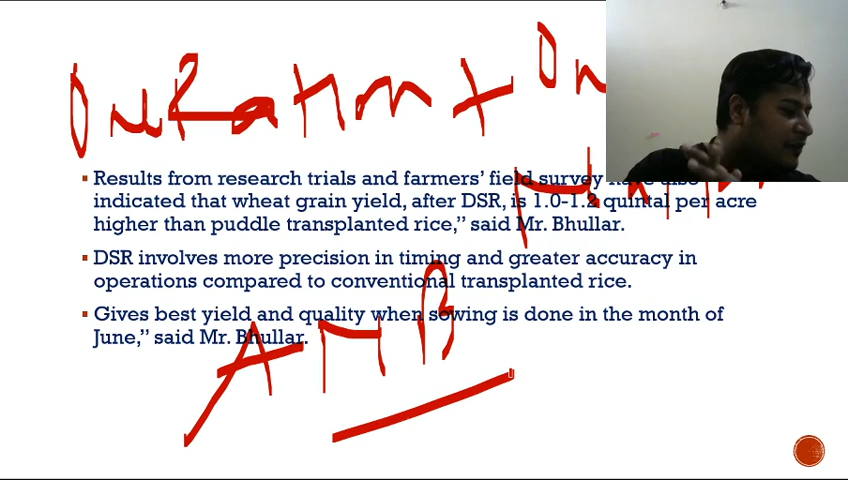 Results from research trials and farmers' field survey have also
indicated that wheat grain yield, after DSR, is 1.0-1.2 quintal per acre
higher than puddle transplanted rice,” said Mr. Bhullar.
DSR involves more precision in timing and greater accuracy in
operations compared to conventional transplanted rice.
Gives best yield and quality when sowing is done in the month of
June,” said Mr. Bhullar.